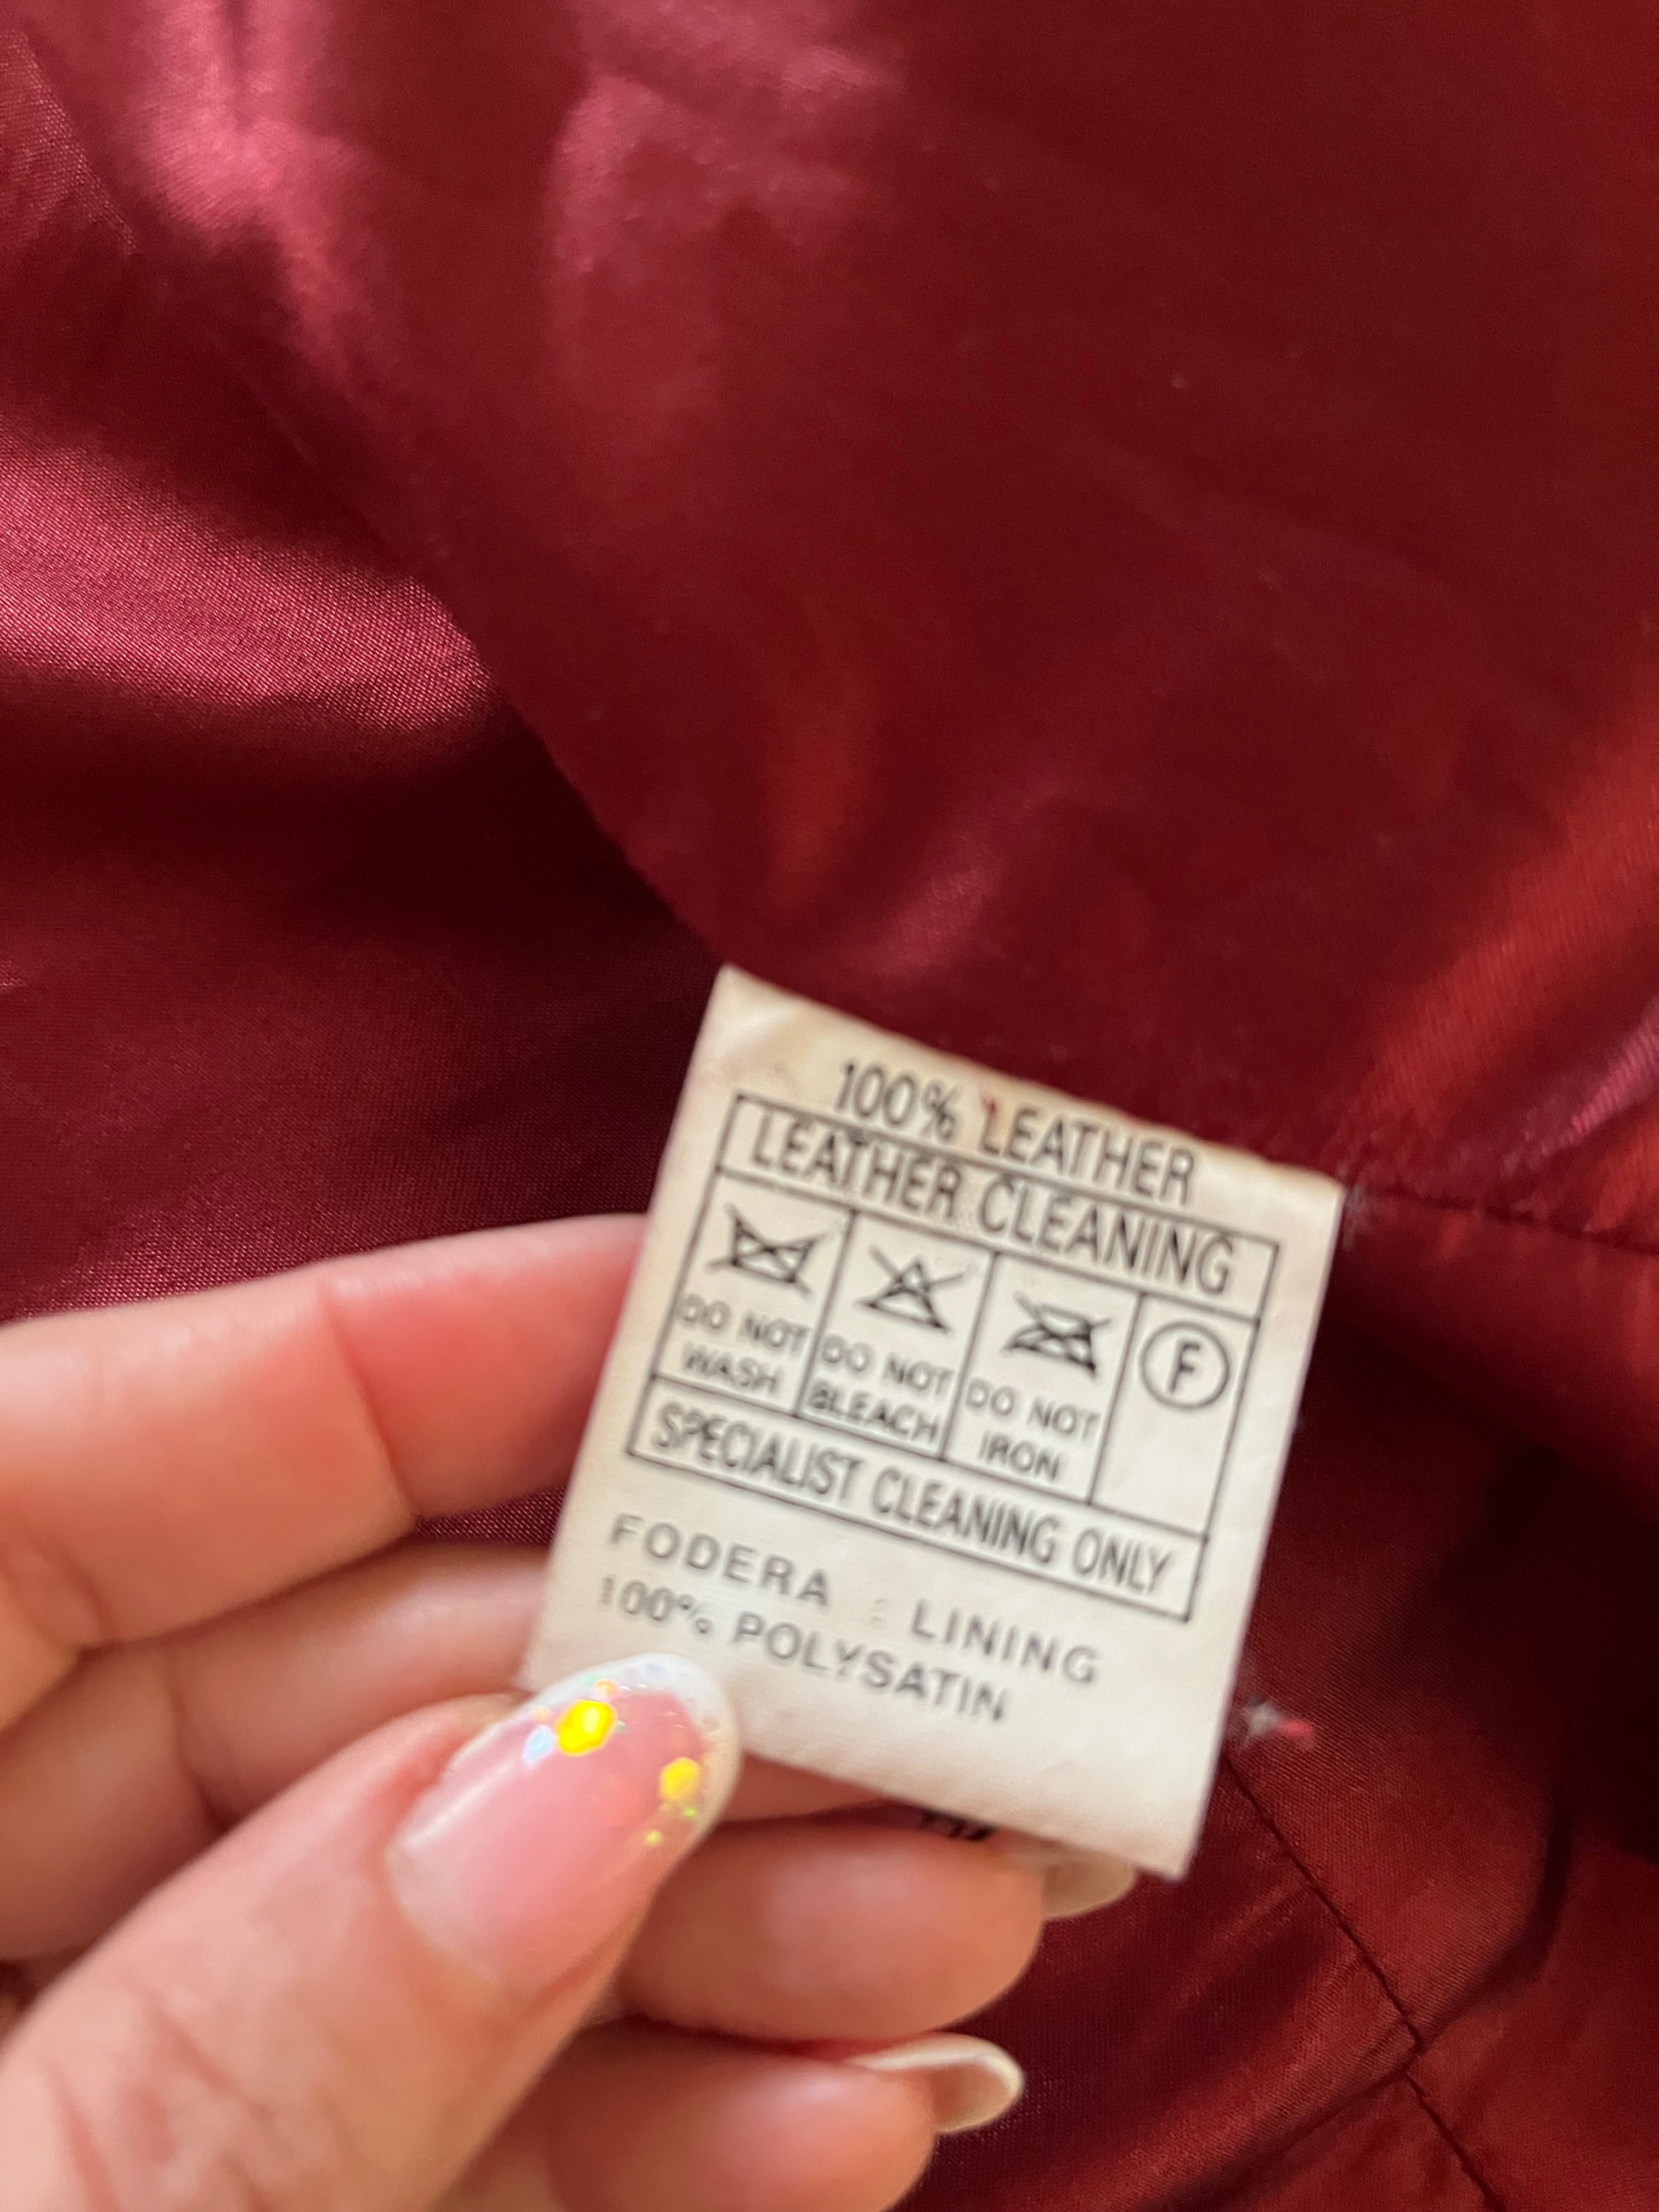 100% LEATHER
LEATHER CLEANING
DO NOT WASH
DO NOT BLEACH
DO NOT IRON
F
SPECIALIST CLEANING ONLY
FODERA : LINING
100% POLYSATIN